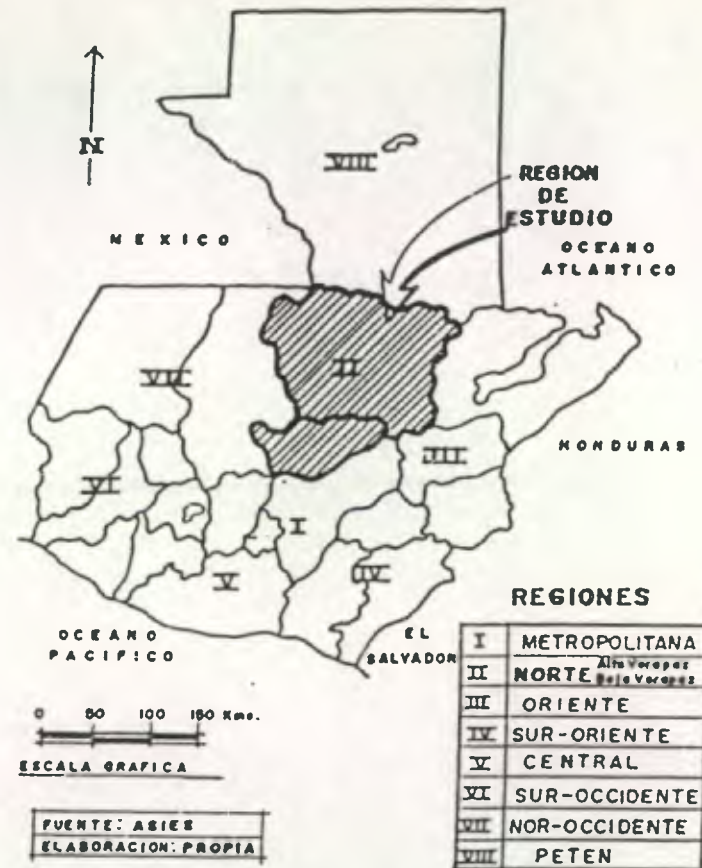 N
VIII
REGION
DE
ESTUDIO
MEXICO
OCEANO
ATLANTICO
VII
II
HONDURAS
III
VI
I
V
IV
OCEANO
PACIFICO
EL
SALVADOR
0 50 100 150 Kms.
ESCALA GRAFICA
FUENTE: ASIES
ELABORACION: PROPIA
REGIONES
I METROPOLITANA
II NORTE Alta Verapaz
Baja Verapaz
III ORIENTE
IV SUR-ORIENTE
V CENTRAL
VI SUR-OCCIDENTE
VII NOR-OCCIDENTE
VIII PETEN